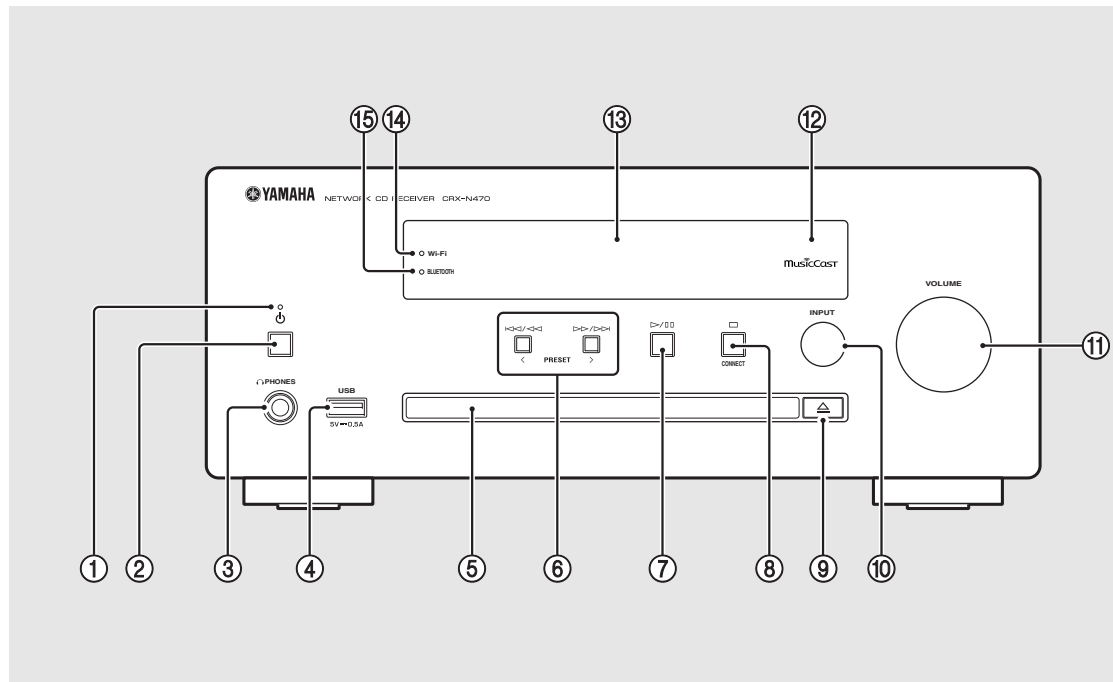 ⑮ ⑭ ⑬ ⑫
YAMAHA NETWORK CD RECEIVER CRX-N470
Wi-Fi
BLUETOOTH
MusicCast
VOLUME
INPUT
PRESET
< >
CONNECT
PHONES
USB
5V 0.5A
① ② ③ ④ ⑤ ⑥ ⑦ ⑧ ⑨ ⑩ ⑪